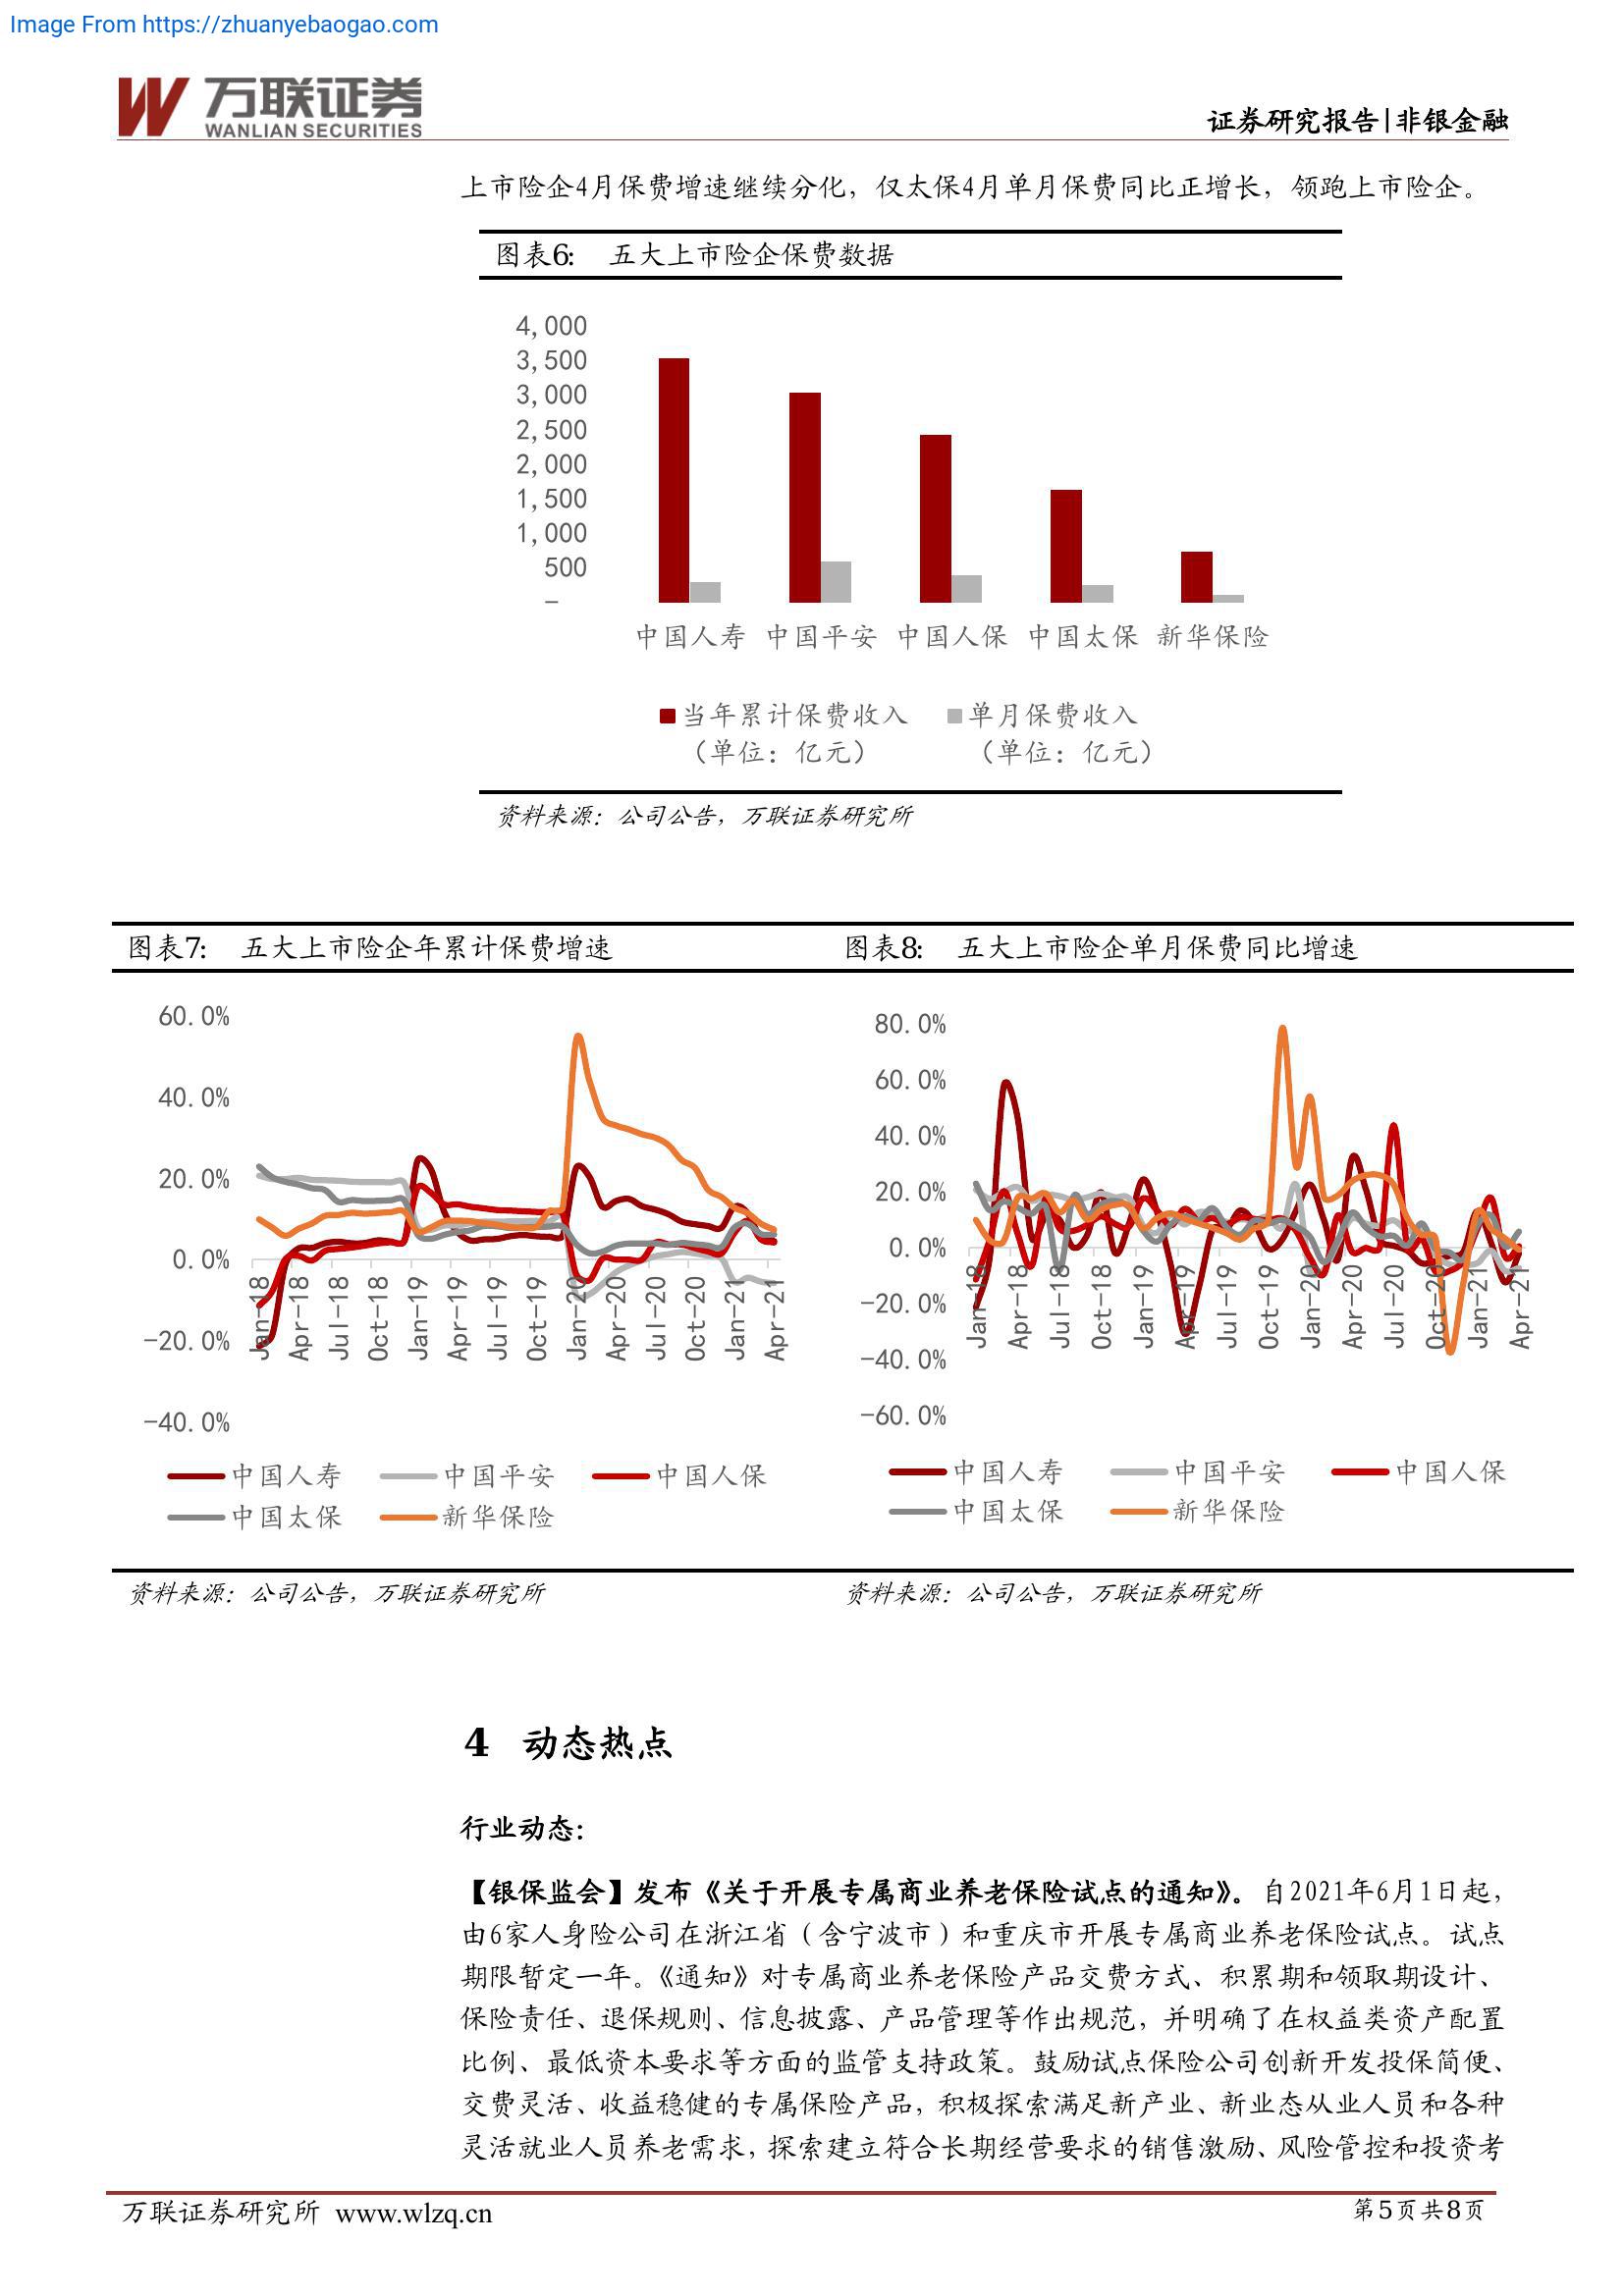 Image From https://zhuanyebaogao.com
万联证券
WANLIAN SECURITIES
证券研究报告|非银金融
上市险企4月保费增速继续分化，仅太保4月单月保费同比正增长，领跑上市险企。
图表6: 五大上市险企保费数据
4,000
3,500
3,000
2,500
2,000
1,500
1,000
500
-
中国人寿 中国平安 中国人保 中国太保 新华保险
当年累计保费收入 单月保费收入
（单位：亿元） （单位：亿元）
资料来源：公司公告，万联证券研究所
图表7: 五大上市险企年累计保费增速
60.0%
40.0%
20.0%
0.0%
-20.0%
-40.0%
Jan-18 Apr-18 Jul-18 Oct-18 Jan-19 Apr-19 Jul-19 Oct-19 Jan-20 Apr-20 Jul-20 Oct-20 Jan-21 Apr-21
中国人寿 中国平安 中国人保
中国太保 新华保险
资料来源：公司公告，万联证券研究所
图表8: 五大上市险企单月保费同比增速
80.0%
60.0%
40.0%
20.0%
0.0%
-20.0%
-40.0%
-60.0%
Jan-18 Apr-18 Jul-18 Oct-18 Jan-19 Apr-19 Jul-19 Oct-19 Jan-20 Apr-20 Jul-20 Oct-20 Jan-21 Apr-21
中国人寿 中国平安 中国人保
中国太保 新华保险
资料来源：公司公告，万联证券研究所
4 动态热点
行业动态：
【银保监会】发布《关于开展专属商业养老保险试点的通知》。自2021年6月1日起，
由6家人身险公司在浙江省（含宁波市）和重庆市开展专属商业养老保险试点。试点
期限暂定一年。《通知》对专属商业养老保险产品交费方式、积累期和领取期设计、
保险责任、退保规则、信息披露、产品管理等作出规范，并明确了在权益类资产配置
比例、最低资本要求等方面的监管支持政策。鼓励试点保险公司创新开发投保简便、
交费灵活、收益稳健的专属保险产品，积极探索满足新产业、新业态从业人员和各种
灵活就业人员养老需求，探索建立符合长期经营要求的销售激励、风险管控和投资考
万联证券研究所 www.wlzq.cn
第5页共8页